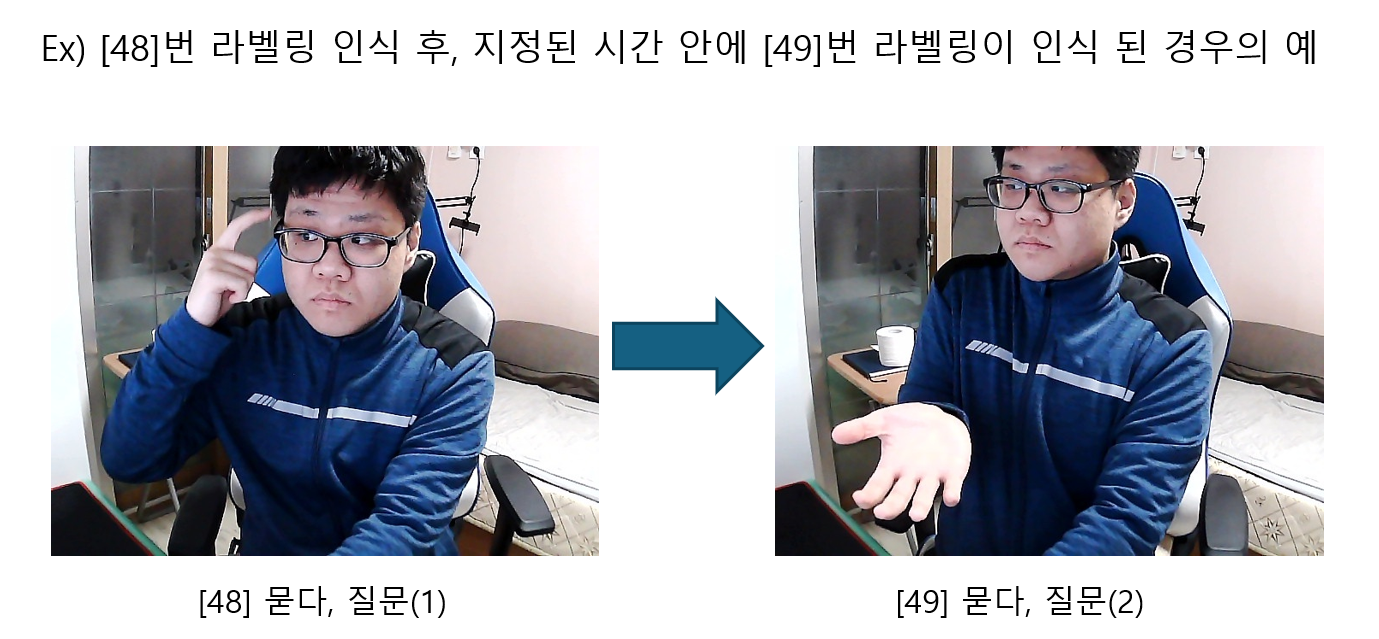 Ex) [48]번 라벨링 인식 후, 지정된 시간 안에 [49]번 라벨링이 인식 된 경우의 예
[48] 묻다, 질문(1)
[49] 묻다, 질문(2)